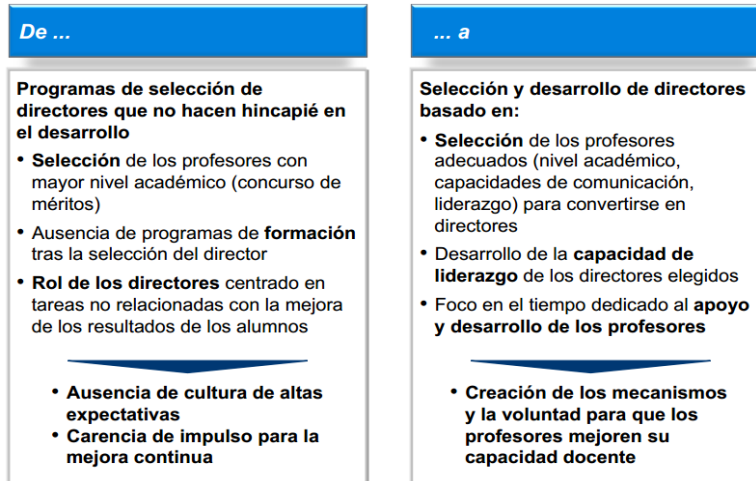 De ...
Programas de selección de
directores que no hacen hincapié en
el desarrollo
• Selección de los profesores con
mayor nivel académico (concurso de
méritos)
• Ausencia de programas de formación
tras la selección del director
• Rol de los directores centrado en
tareas no relacionadas con la mejora
de los resultados de los alumnos
• Ausencia de cultura de altas
expectativas
• Carencia de impulso para la
mejora continua
... a
Selección y desarrollo de directores
basado en:
• Selección de los profesores
adecuados (nivel académico,
capacidades de comunicación,
liderazgo) para convertirse en
directores
• Desarrollo de la capacidad de
liderazgo de los directores elegidos
• Foco en el tiempo dedicado al apoyo
y desarrollo de los profesores
• Creación de los mecanismos
y la voluntad para que los
profesores mejoren su
capacidad docente